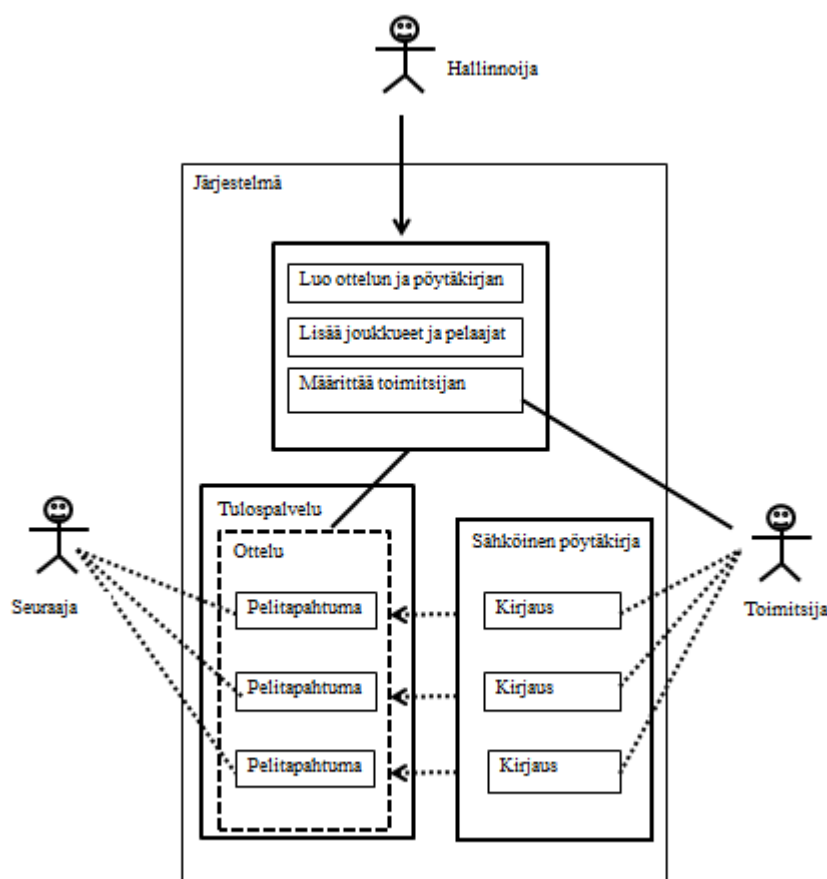 Hallinnoija
Järjestelmä
Luo ottelun ja pöytäkirjan
Lisää joukkueet ja pelaajat
Määrittää toimitsijan
Tulospalvelu
Ottelu
Sähköinen pöytäkirja
Seuraaja
Pelitapahtuma
Kirjaus
Toimitsija
Pelitapahtuma
Kirjaus
Pelitapahtuma
Kirjaus